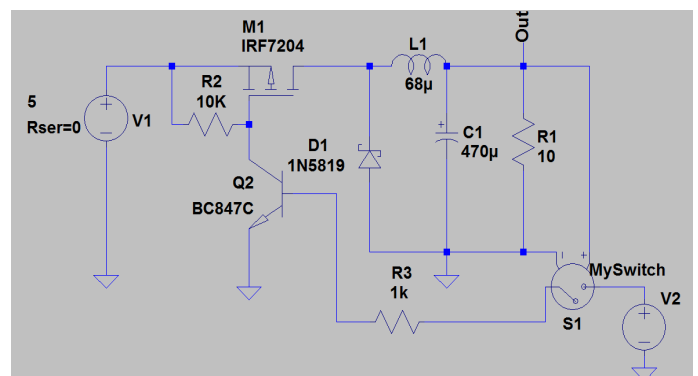 M1
IRF7204
Out
L1
68µ
R2
10K
5
Rser=0
V1
+
C1
470µ
R1
10
D1
1N5819
Q2
BC847C
R3
1k
MySwitch
S1
V2